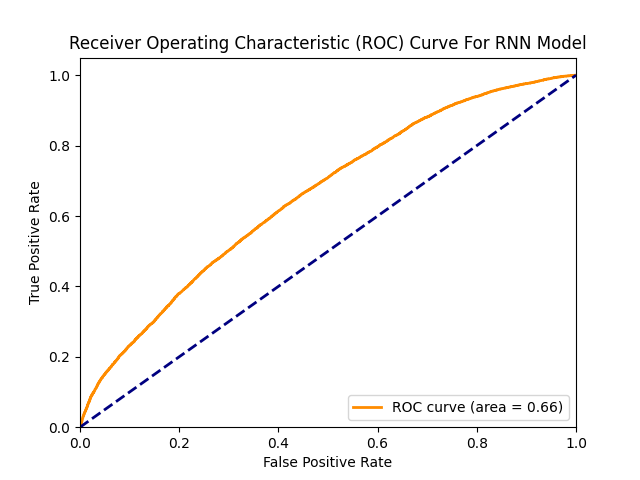 Receiver Operating Characteristic (ROC) Curve For RNN Model
True Positive Rate
1.0
0.8
0.6
0.4
0.2
0.0
ROC curve (area = 0.66)
0.0 0.2 0.4 0.6 0.8 1.0
False Positive Rate